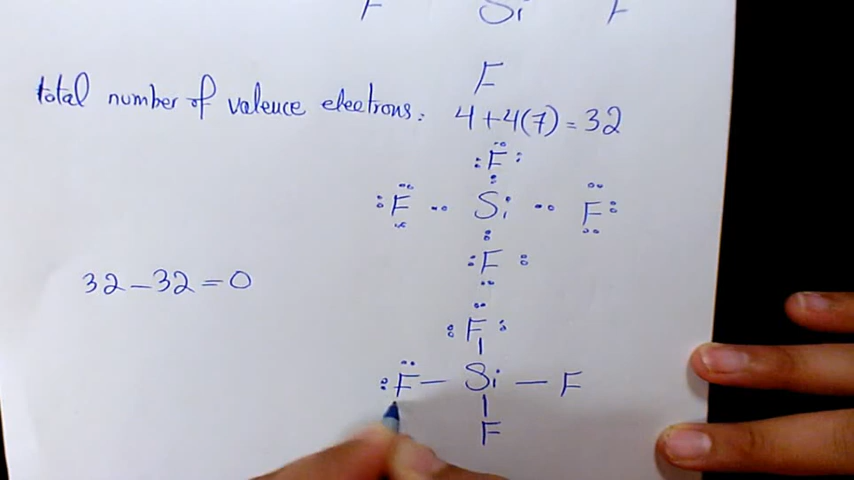 F Si F
F
total number of valence electrons: 4+4(7)=32
:F:
:F ·· Si ·· F:
:F:
32-32=0
:F:
:F — Si — F
F